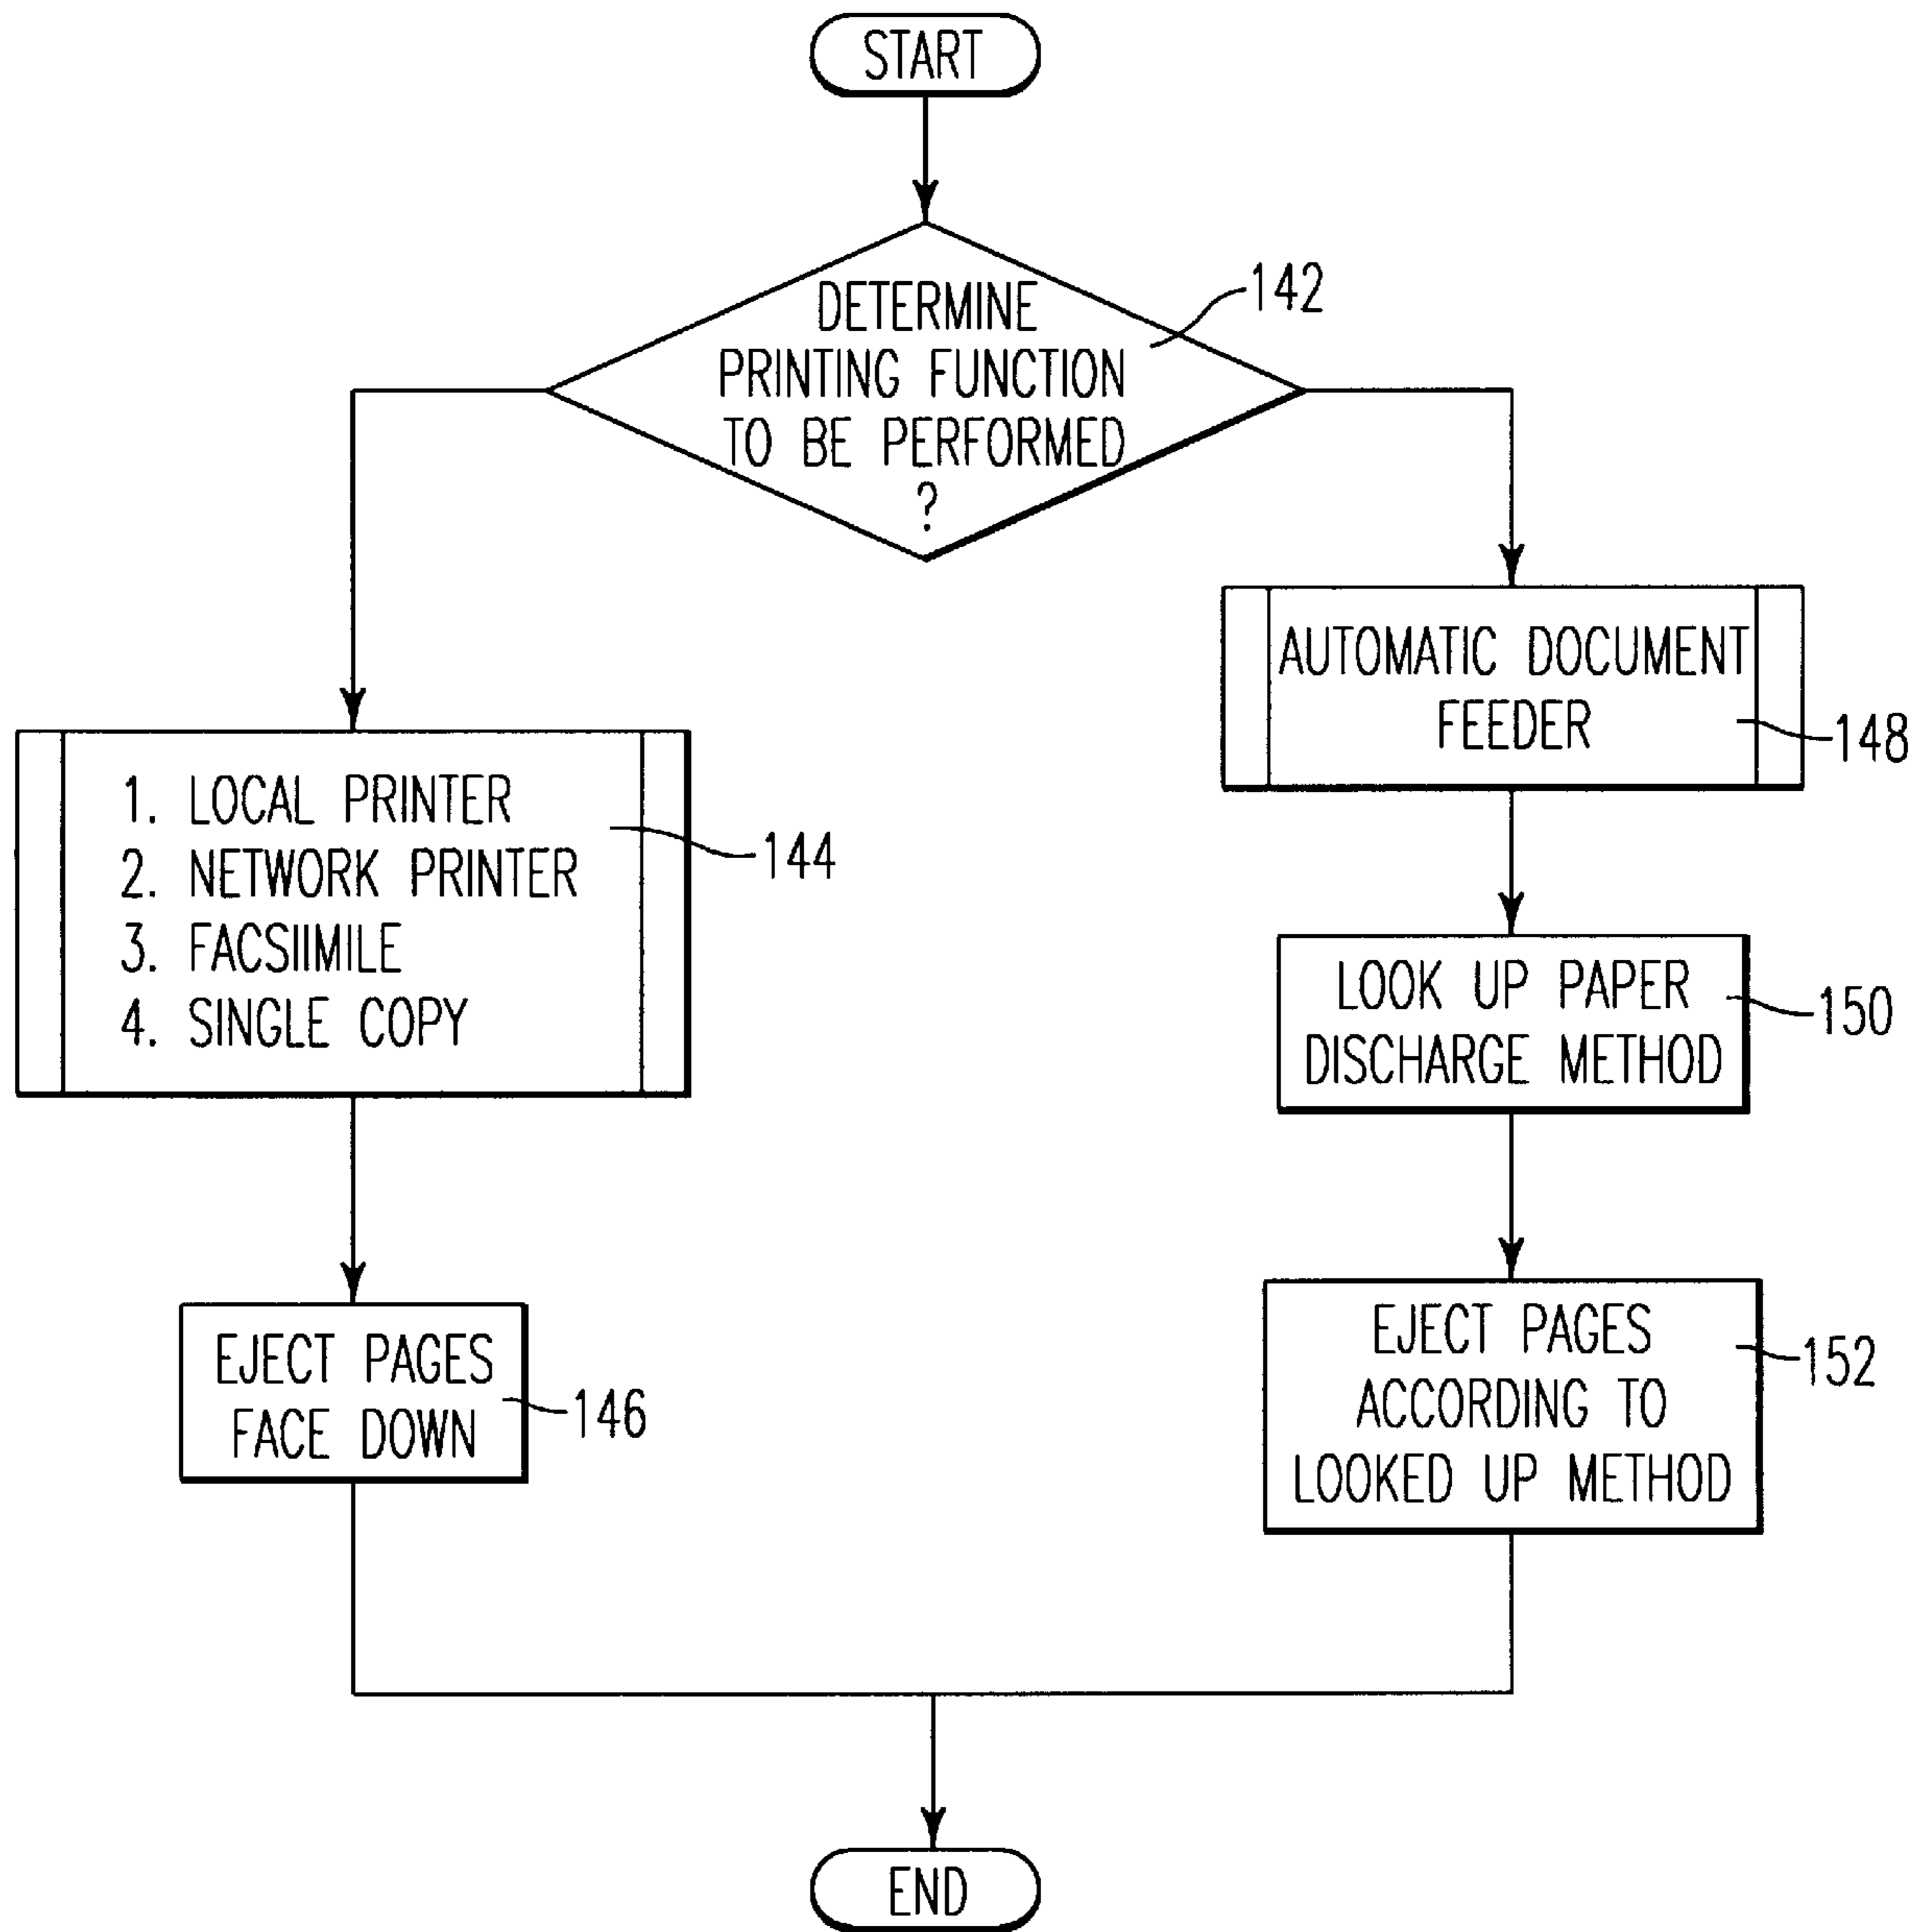 START
DETERMINE
PRINTING FUNCTION
TO BE PERFORMED
?
142
1. LOCAL PRINTER
2. NETWORK PRINTER
3. FACSIIMILE
4. SINGLE COPY
144
EJECT PAGES
FACE DOWN
146
AUTOMATIC DOCUMENT
FEEDER
148
LOOK UP PAPER
DISCHARGE METHOD
150
EJECT PAGES
ACCORDING TO
LOOKED UP METHOD
152
END